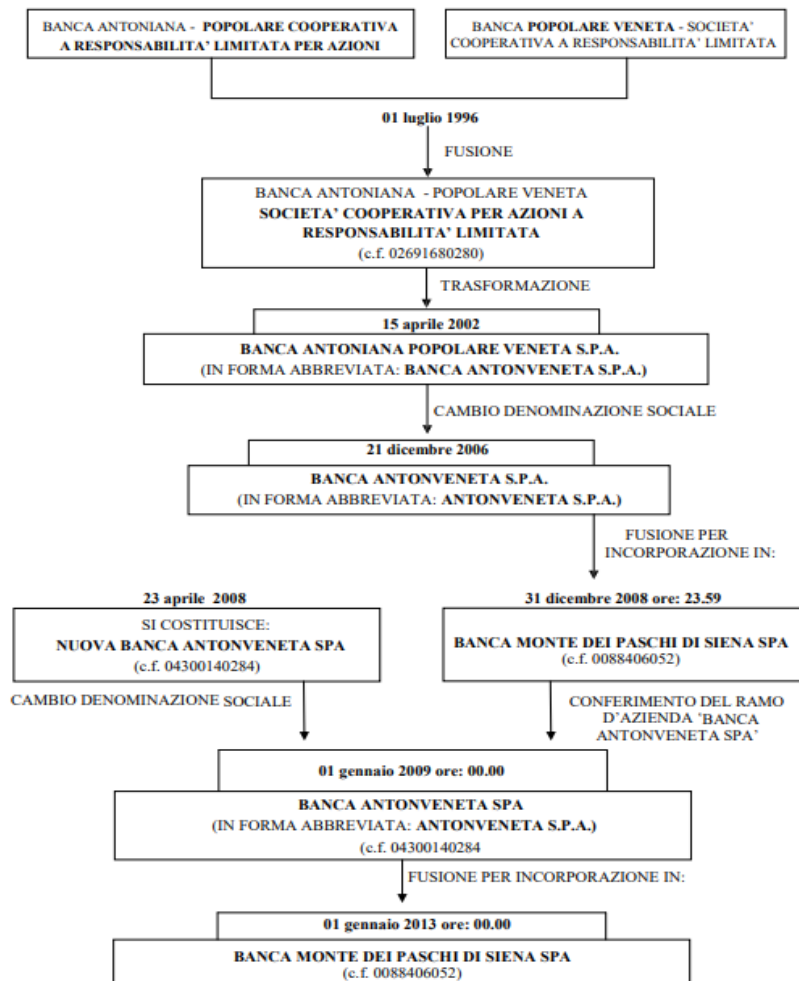 BANCA ANTONIANA - POPOLARE COOPERATIVA
A RESPONSABILITA' LIMITATA PER AZIONI
BANCA POPOLARE VENETA - SOCIETA'
COOPERATIVA A RESPONSABILITA' LIMITATA
01 luglio 1996
FUSIONE
BANCA ANTONIANA - POPOLARE VENETA
SOCIETA' COOPERATIVA PER AZIONI A
RESPONSABILITA' LIMITATA
(c.f. 02691680280)
TRASFORMAZIONE
15 aprile 2002
BANCA ANTONIANA POPOLARE VENETA S.P.A.
(IN FORMA ABBREVIATA: BANCA ANTONVENETA S.P.A.)
CAMBIO DENOMINAZIONE SOCIALE
21 dicembre 2006
BANCA ANTONVENETA S.P.A.
(IN FORMA ABBREVIATA: ANTONVENETA S.P.A.)
FUSIONE PER
INCORPORAZIONE IN:
23 aprile 2008
SI COSTITUISCE:
NUOVA BANCA ANTONVENETA SPA
(c.f. 04300140284)
31 dicembre 2008 ore: 23.59
BANCA MONTE DEI PASCHI DI SIENA SPA
(c.f. 0088406052)
CAMBIO DENOMINAZIONE SOCIALE
CONFERIMENTO DEL RAMO
D'AZIENDA 'BANCA
ANTONVENETA SPA'
01 gennaio 2009 ore: 00.00
BANCA ANTONVENETA SPA
(IN FORMA ABBREVIATA: ANTONVENETA S.P.A.)
(c.f. 04300140284
FUSIONE PER INCORPORAZIONE IN:
01 gennaio 2013 ore: 00.00
BANCA MONTE DEI PASCHI DI SIENA SPA
(c.f. 0088406052)